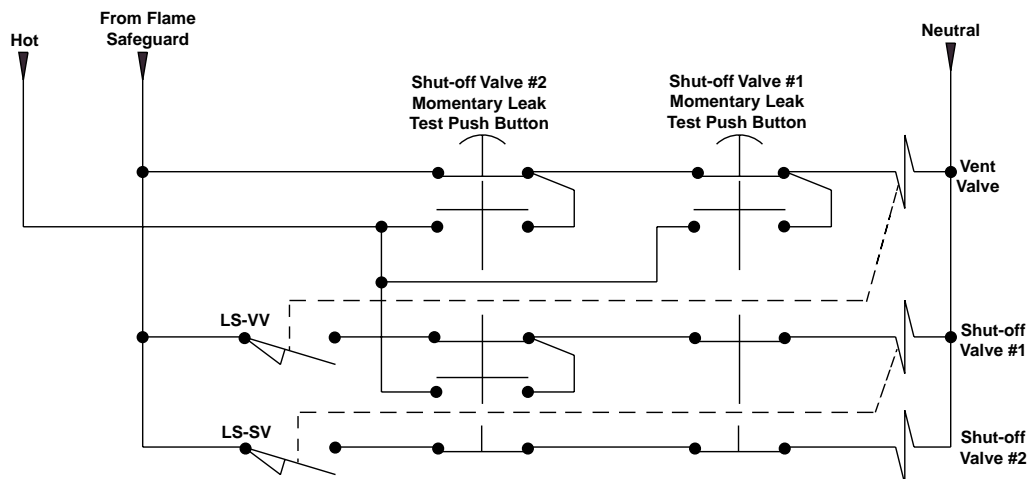 Hot
From Flame
Safeguard
Neutral
Shut-off Valve #2
Momentary Leak
Test Push Button
Shut-off Valve #1
Momentary Leak
Test Push Button
Vent
Valve
LS-VV
Shut-off
Valve #1
LS-SV
Shut-off
Valve #2